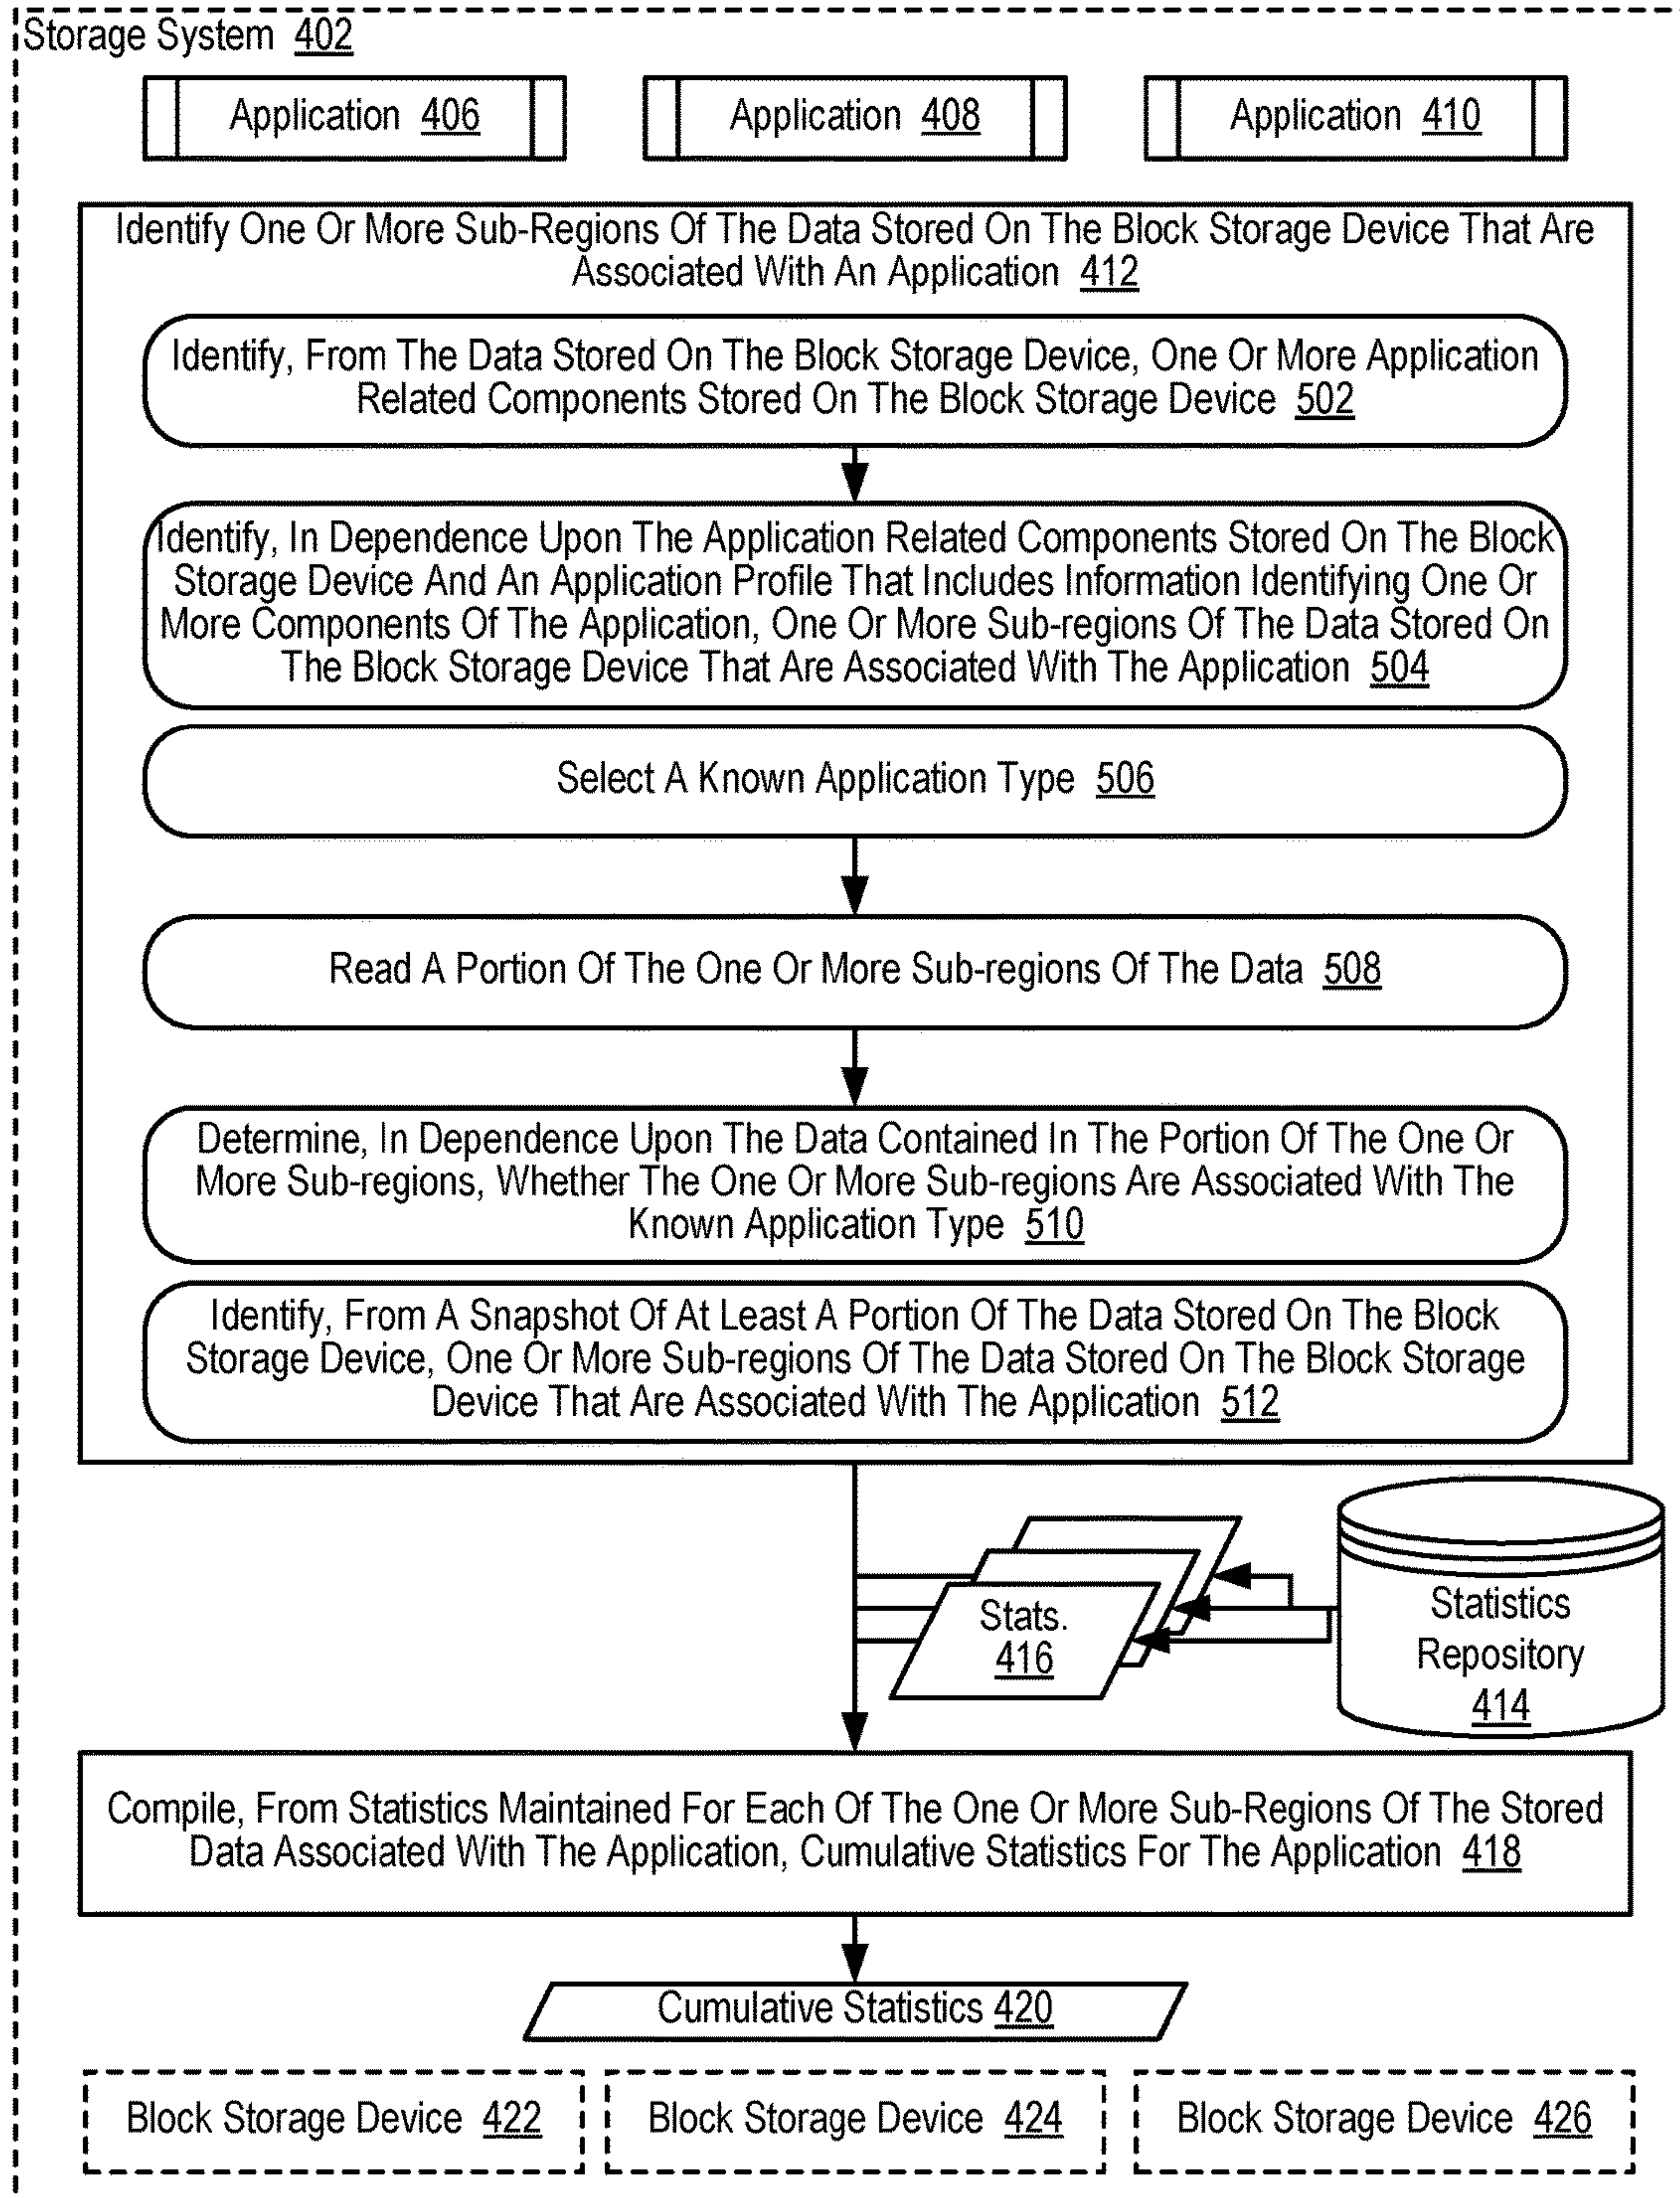 Storage System 402
Application 406
Application 408
Application 410
Identify One Or More Sub-Regions Of The Data Stored On The Block Storage Device That Are
Associated With An Application 412
Identify, From The Data Stored On The Block Storage Device, One Or More Application
Related Components Stored On The Block Storage Device 502
Identify, In Dependence Upon The Application Related Components Stored On The Block
Storage Device And An Application Profile That Includes Information Identifying One Or
More Components Of The Application, One Or More Sub-regions Of The Data Stored On
The Block Storage Device That Are Associated With The Application 504
Select A Known Application Type 506
Read A Portion Of The One Or More Sub-regions Of The Data 508
Determine, In Dependence Upon The Data Contained In The Portion Of The One Or
More Sub-regions, Whether The One Or More Sub-regions Are Associated With The
Known Application Type 510
Identify, From A Snapshot Of At Least A Portion Of The Data Stored On The Block
Storage Device, One Or More Sub-regions Of The Data Stored On The Block Storage
Device That Are Associated With The Application 512
Stats.
416
Statistics
Repository
414
Compile, From Statistics Maintained For Each Of The One Or More Sub-Regions Of The Stored
Data Associated With The Application, Cumulative Statistics For The Application 418
Cumulative Statistics 420
Block Storage Device 422
Block Storage Device 424
Block Storage Device 426